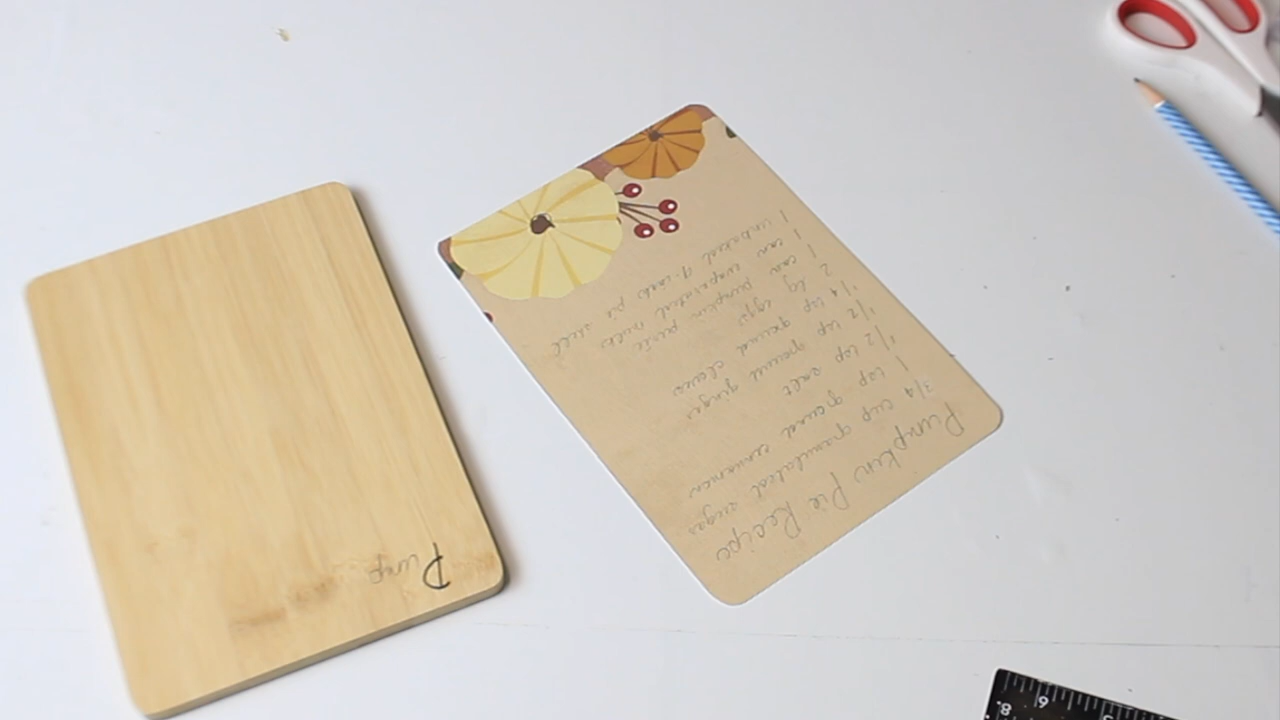 Pump
Pumpkin Pie Recipe
3/4 cup granulated sugar
1 tsp ground cinnamon
1/2 tsp salt
1/2 tsp ground ginger
1/4 tsp ground cloves
2 lg eggs
1 can pumpkin puree
1 can evaporated milk
1 unbaked 9-inch pie shell
8
9